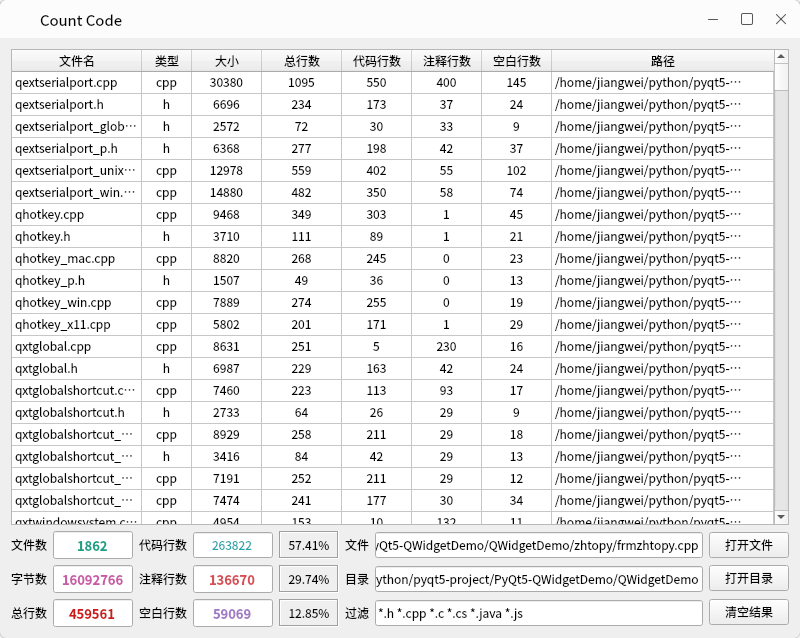 Count Code
文件名 类型 大小 总行数 代码行数 注释行数 空白行数 路径
qextserialport.cpp cpp 30380 1095 550 400 145 /home/jiangwei/python/pyqt5-···
qextserialport.h h 6696 234 173 37 24 /home/jiangwei/python/pyqt5-···
qextserialport_glob··· h 2572 72 30 33 9 /home/jiangwei/python/pyqt5-···
qextserialport_p.h h 6368 277 198 42 37 /home/jiangwei/python/pyqt5-···
qextserialport_unix··· cpp 12978 559 402 55 102 /home/jiangwei/python/pyqt5-···
qextserialport_win.··· cpp 14880 482 350 58 74 /home/jiangwei/python/pyqt5-···
qhotkey.cpp cpp 9468 349 303 1 45 /home/jiangwei/python/pyqt5-···
qhotkey.h h 3710 111 89 1 21 /home/jiangwei/python/pyqt5-···
qhotkey_mac.cpp cpp 8820 268 245 0 23 /home/jiangwei/python/pyqt5-···
qhotkey_p.h h 1507 49 36 0 13 /home/jiangwei/python/pyqt5-···
qhotkey_win.cpp cpp 7889 274 255 0 19 /home/jiangwei/python/pyqt5-···
qhotkey_x11.cpp cpp 5802 201 171 1 29 /home/jiangwei/python/pyqt5-···
qxtglobal.cpp cpp 8631 251 5 230 16 /home/jiangwei/python/pyqt5-···
qxtglobal.h h 6987 229 163 42 24 /home/jiangwei/python/pyqt5-···
qxtglobalshortcut.c··· cpp 7460 223 113 93 17 /home/jiangwei/python/pyqt5-···
qxtglobalshortcut.h h 2733 64 26 29 9 /home/jiangwei/python/pyqt5-···
qxtglobalshortcut_··· cpp 8929 258 211 29 18 /home/jiangwei/python/pyqt5-···
qxtglobalshortcut_··· h 3416 84 42 29 13 /home/jiangwei/python/pyqt5-···
qxtglobalshortcut_··· cpp 7191 252 211 29 12 /home/jiangwei/python/pyqt5-···
qxtglobalshortcut_··· cpp 7474 241 177 30 34 /home/jiangwei/python/pyqt5-···
qxtwindowsystem.c··· cpp 4954 153 10 132 11 /home/jiangwei/python/pyqt5-···
文件数 1862 代码行数 263822 57.41% 文件 /Qt5-QWidgetDemo/QWidgetDemo/zhtopy/frmzhtopy.cpp 打开文件
字节数 16092766 注释行数 136670 29.74% 目录 ython/pyqt5-project/PyQt5-QWidgetDemo/QWidgetDemo 打开目录
总行数 459561 空白行数 59069 12.85% 过滤 *.h *.cpp *.c *.cs *.java *.js 清空结果